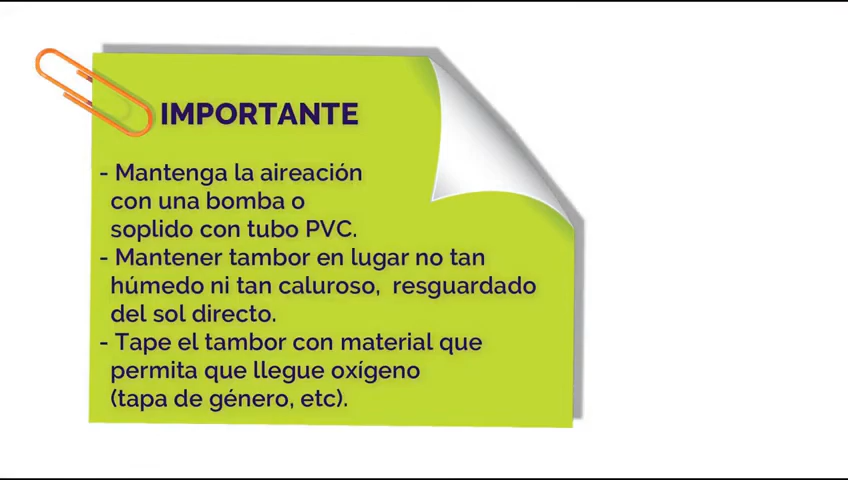 IMPORTANTE
- Mantenga la aireación
con una bomba o
soplido con tubo PVC.
- Mantener tambor en lugar no tan
húmedo ni tan caluroso, resguardado
del sol directo.
- Tape el tambor con material que
permita que llegue oxígeno
(tapa de género, etc).